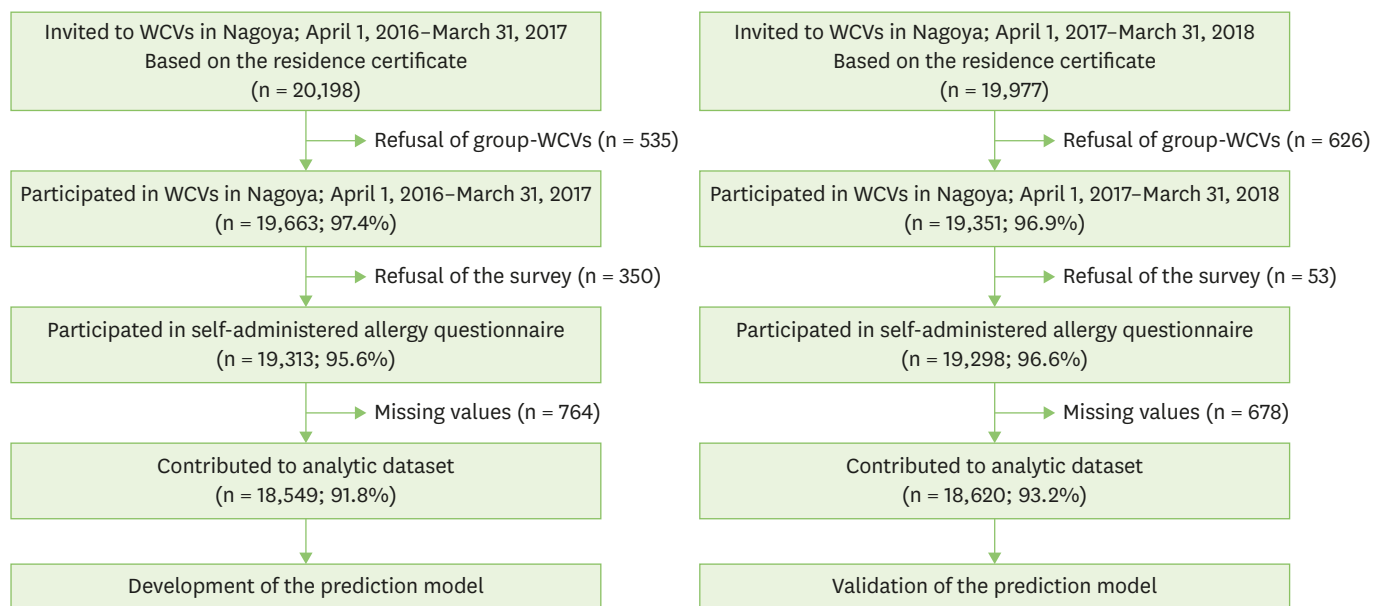 Invited to WCVs in Nagoya; April 1, 2016–March 31, 2017
Based on the residence certificate
(n = 20,198)
Refusal of group-WCVs (n = 535)
Participated in WCVs in Nagoya; April 1, 2016–March 31, 2017
(n = 19,663; 97.4%)
Refusal of the survey (n = 350)
Participated in self-administered allergy questionnaire
(n = 19,313; 95.6%)
Missing values (n = 764)
Contributed to analytic dataset
(n = 18,549; 91.8%)
Development of the prediction model
Invited to WCVs in Nagoya; April 1, 2017–March 31, 2018
Based on the residence certificate
(n = 19,977)
Refusal of group-WCVs (n = 626)
Participated in WCVs in Nagoya; April 1, 2017–March 31, 2018
(n = 19,351; 96.9%)
Refusal of the survey (n = 53)
Participated in self-administered allergy questionnaire
(n = 19,298; 96.6%)
Missing values (n = 678)
Contributed to analytic dataset
(n = 18,620; 93.2%)
Validation of the prediction model